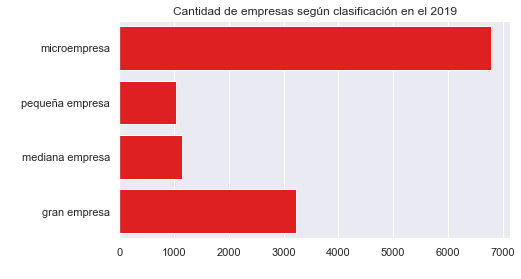 Cantidad de empresas según clasificación en el 2019
microempresa
pequeña empresa
mediana empresa
gran empresa
0 1000 2000 3000 4000 5000 6000 7000